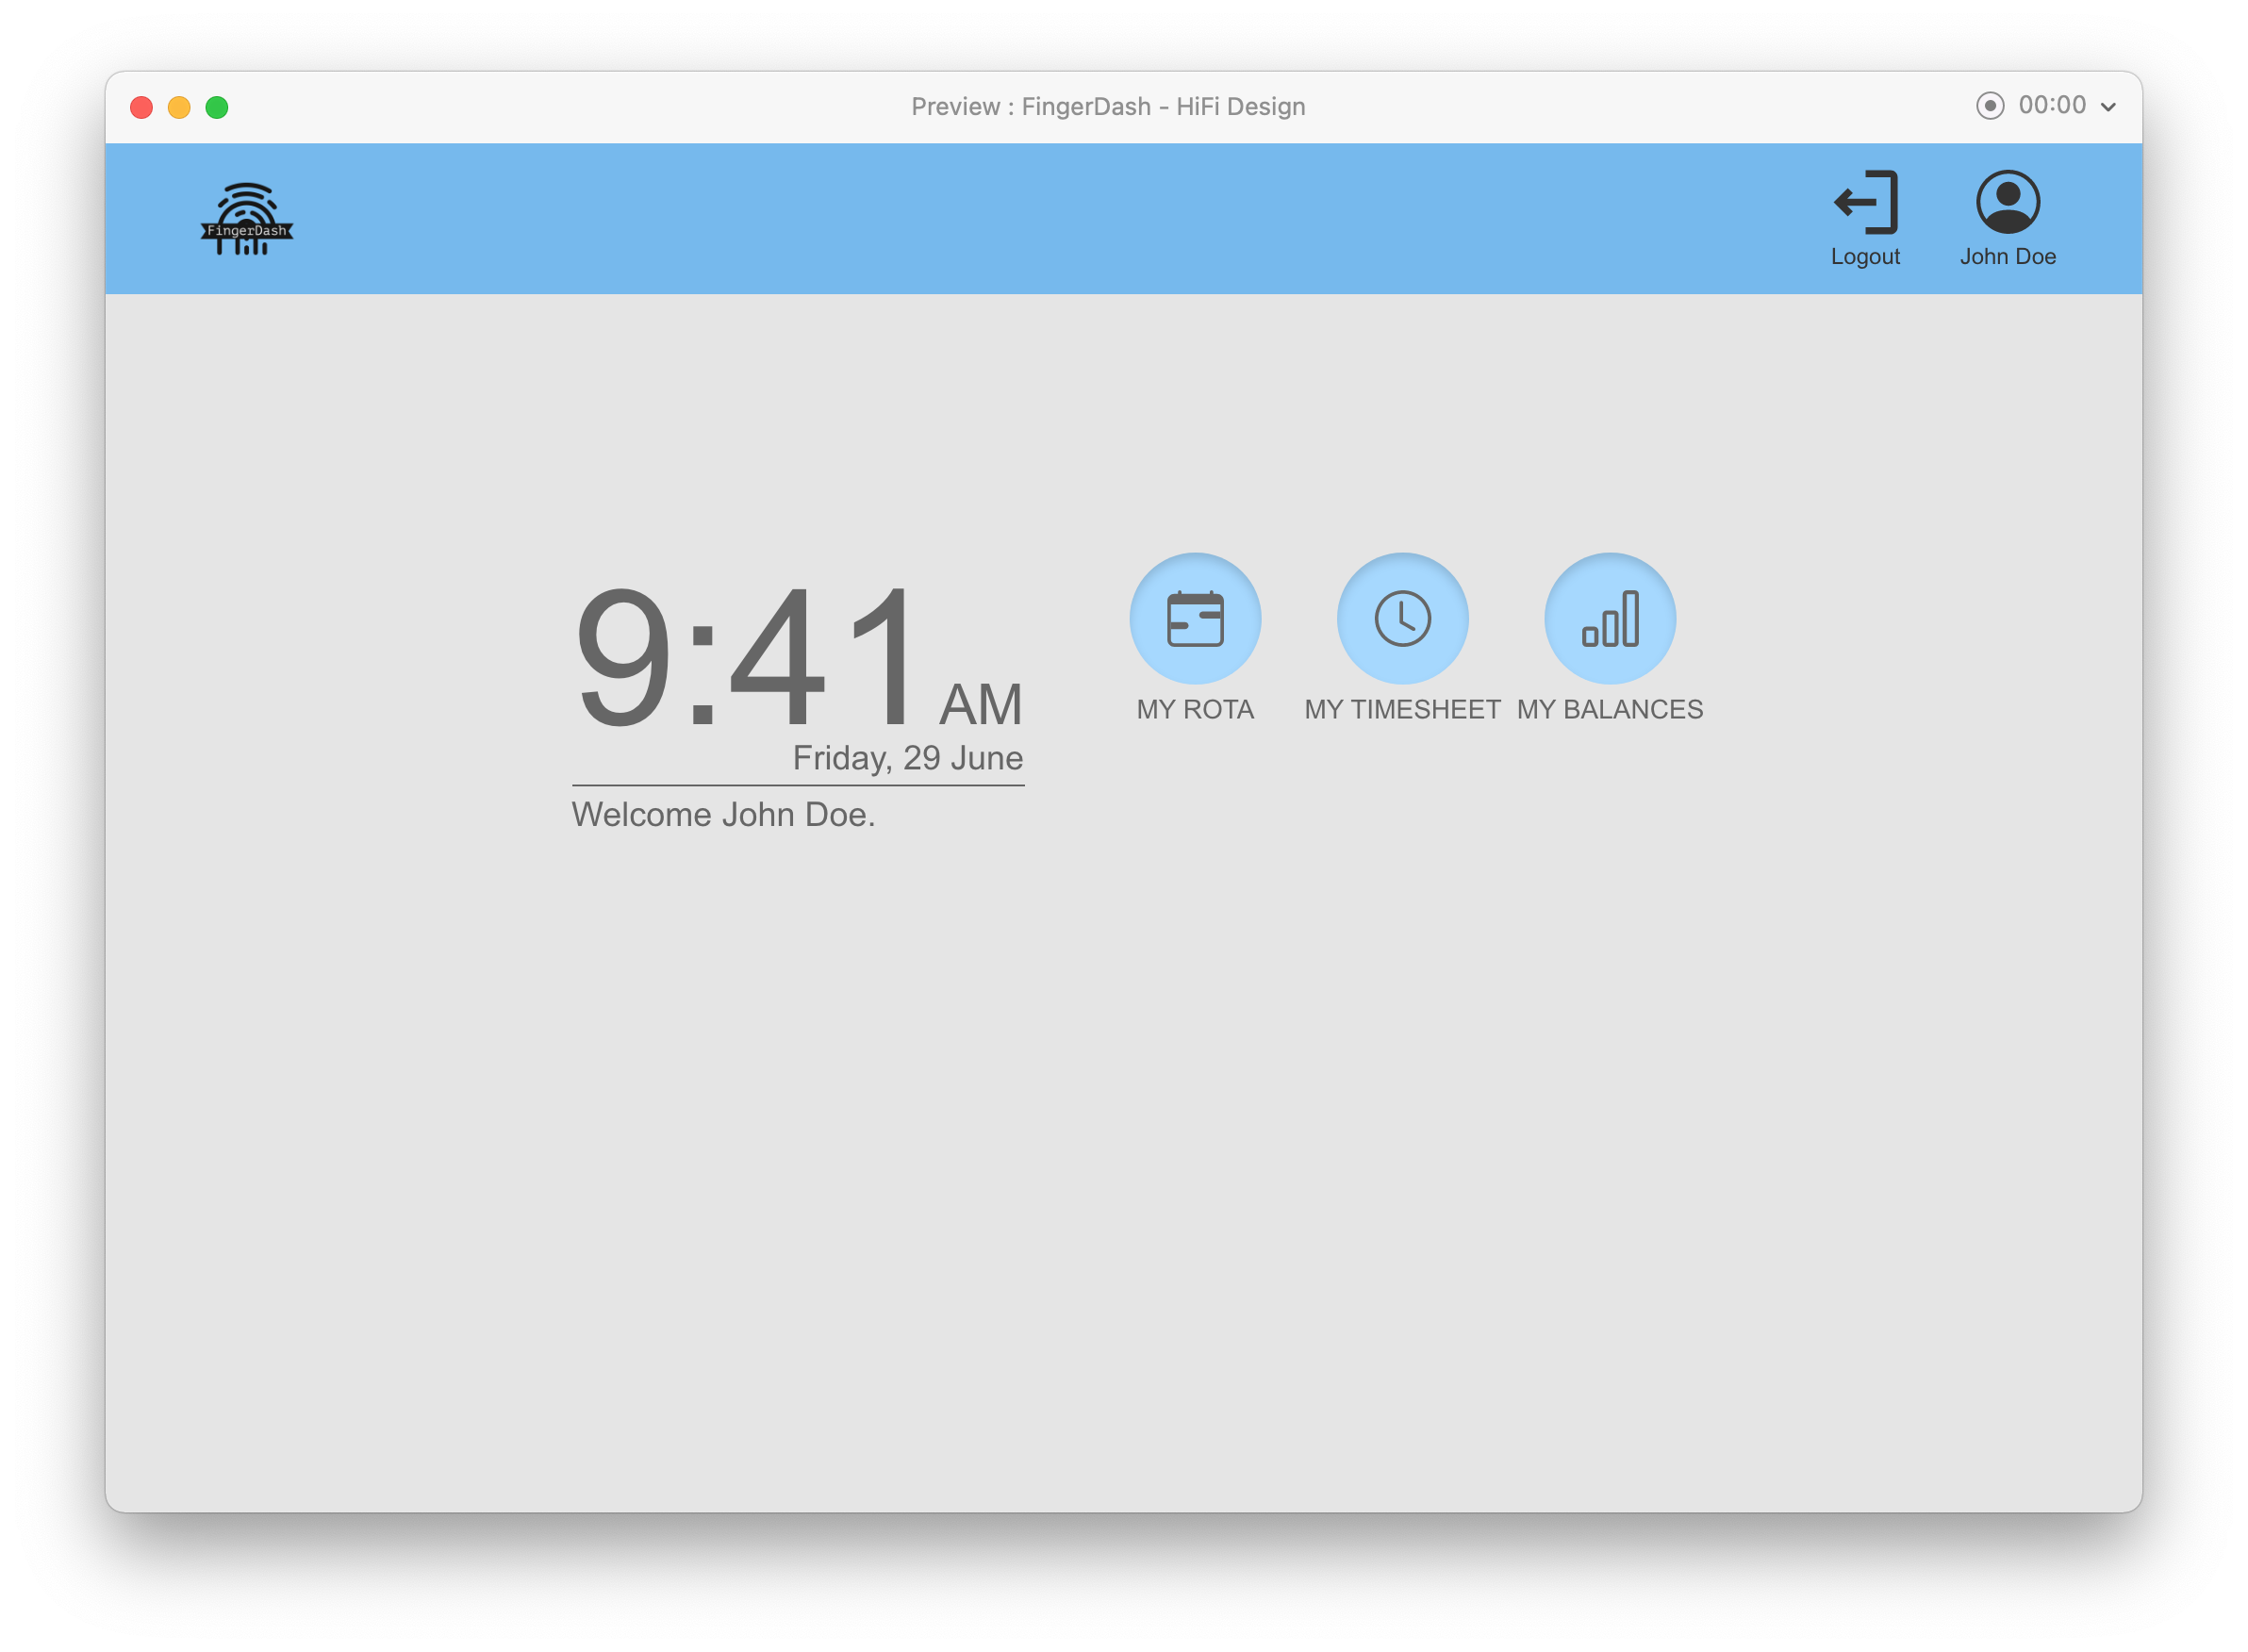 Preview : FingerDash - HiFi Design
00:00
FingerDash
Logout
John Doe
9:41 AM
Friday, 29 June
Welcome John Doe.
MY ROTA
MY TIMESHEET
MY BALANCES